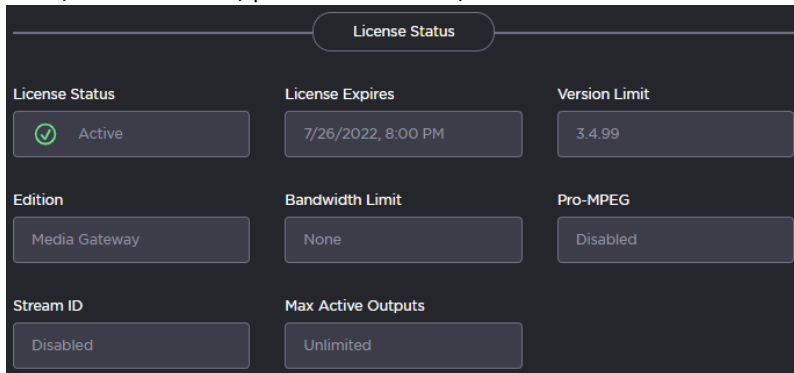 License Status
License Status
License Expires
Version Limit
Active
7/26/2022, 8:00 PM
3.4.99
Edition
Bandwidth Limit
Pro-MPEG
Media Gateway
None
Disabled
Stream ID
Max Active Outputs
Disabled
Unlimited